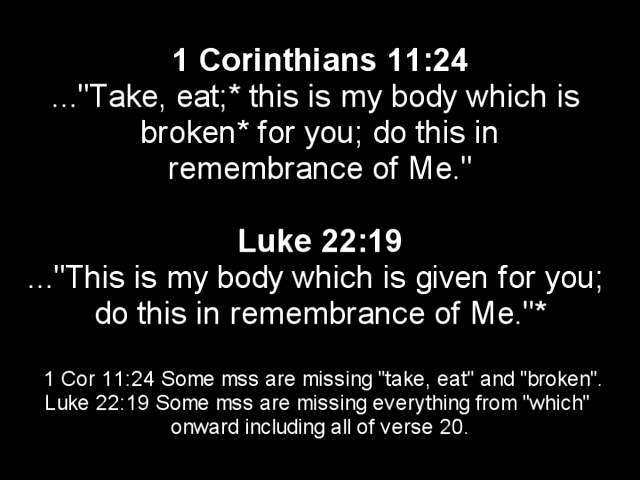 1 Corinthians 11:24
..."Take, eat;* this is my body which is
broken* for you; do this in
remembrance of Me."
Luke 22:19
..."This is my body which is given for you;
do this in remembrance of Me."*
1 Cor 11:24 Some mss are missing "take, eat" and "broken".
Luke 22:19 Some mss are missing everything from "which"
onward including all of verse 20.